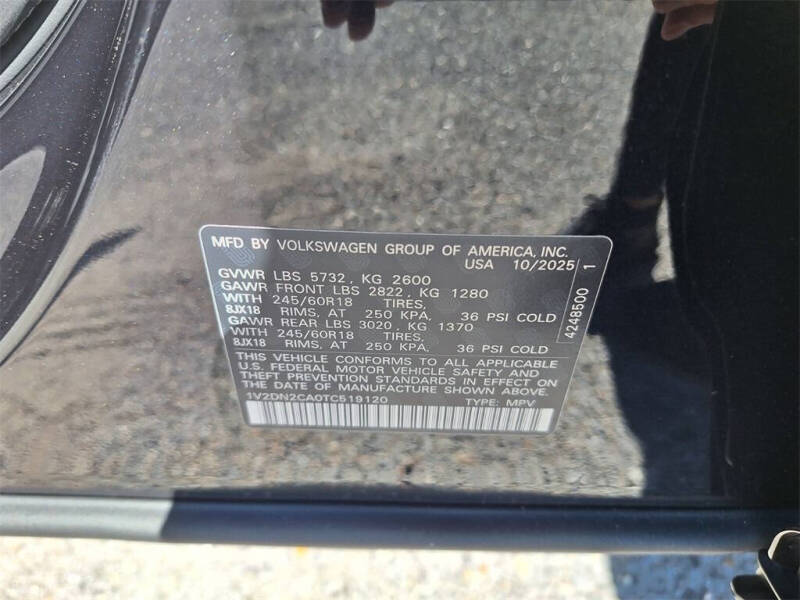 MFD BY VOLKSWAGEN GROUP OF AMERICA, INC.
USA 10/2025
GVWR LBS 5732, KG 2600
GAWR FRONT LBS 2822, KG 1280
WITH 245/60R18 TIRES,
8JX18 RIMS, AT 250 KPA, 36 PSI COLD
GAWR REAR LBS 3020, KG 1370
WITH 245/60R18 TIRES,
8JX18 RIMS, AT 250 KPA, 36 PSI COLD
THIS VEHICLE CONFORMS TO ALL APPLICABLE
U.S. FEDERAL MOTOR VEHICLE SAFETY AND
THEFT PREVENTION STANDARDS IN EFFECT ON
THE DATE OF MANUFACTURE SHOWN ABOVE.
1V2DN2CA0TC519120 TYPE: MPV
4248500 1